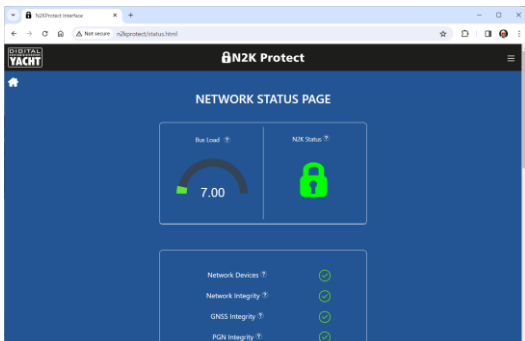 N2KProtect Interface
Not secure
n2kprotect/status.html
DIGITAL
YACHT
N2K Protect
NETWORK STATUS PAGE
Bus Load ?
N2K Status ?
7.00
Network Devices ?
Network Integrity ?
GNSS Integrity ?
PGN Integrity ?